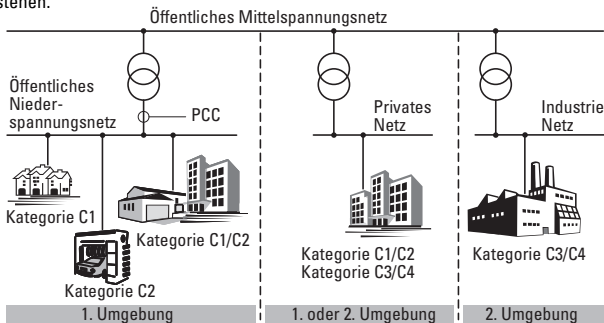 stehen.
Öffentliches Mittelspannungsnetz
Öffentliches
Nieder-
spannungsnetz
PCC
Privates
Netz
Industrie
Netz
Kategorie C1
Kategorie C1/C2
Kategorie C2
Kategorie C1/C2
Kategorie C3/C4
Kategorie C3/C4
1. Umgebung
1. oder 2. Umgebung
2. Umgebung